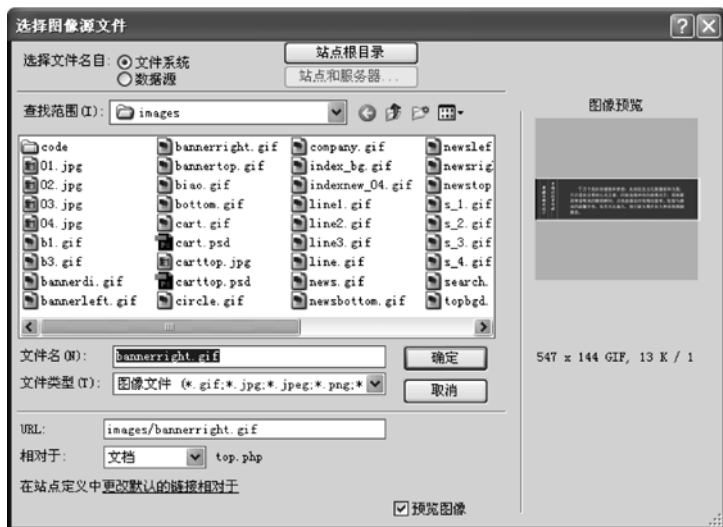 选择图像源文件
选择文件名自: 文件系统
数据源
站点根目录
站点和服务器...
查找范围(I): images
图像预览
code
01.jpg
02.jpg
03.jpg
04.jpg
b1.gif
b3.gif
bannerdi.gif
bannerleft.gif
bannerright.gif
bannertop.gif
biao.gif
bottom.gif
cart.gif
cart.psd
carttop.jpg
carttop.psd
circle.gif
company.gif
index_bg.gif
indexnew_04.gif
line1.gif
line2.gif
line3.gif
line.gif
news.gif
newsbottom.gif
newslef
newsrig
newstop
s_1.gif
s_2.gif
s_3.gif
s_4.gif
search.
topbgd.
文件名(N): bannerright.gif
确定
文件类型(T): 图像文件 (*.gif;*.jpg;*.jpeg;*.png;*
取消
547 x 144 GIF, 13 K / 1
URL: images/bannerright.gif
相对于: 文档 top.php
在站点定义中更改默认的链接相对于
预览图像